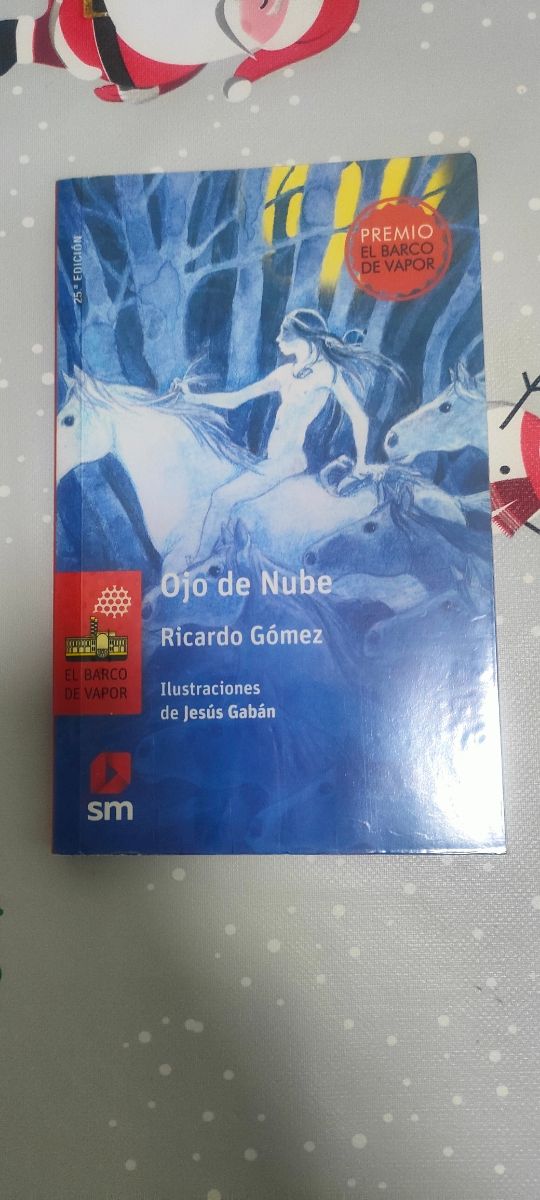 25.ª EDICIÓN
PREMIO
EL BARCO
DE VAPOR
Ojo de Nube
Ricardo Gómez
Ilustraciones
de Jesús Gabán
EL BARCO
DE VAPOR
sm